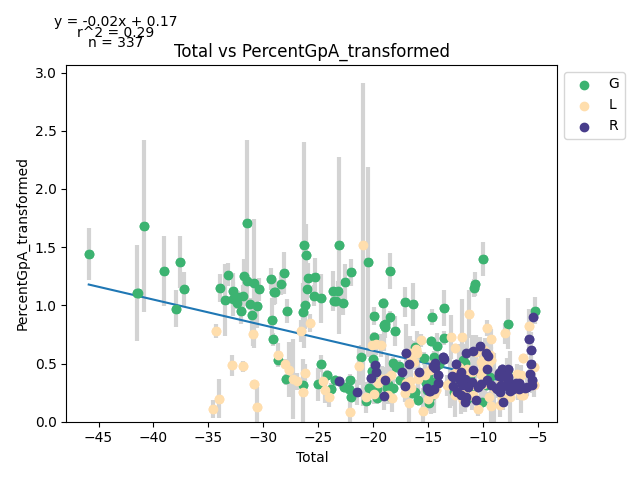 y = -0.02x + 0.17
r^2 = 0.29
n = 337
Total vs PercentGpA_transformed
3.0
2.5
2.0
1.5
1.0
0.5
0.0
PercentGpA_transformed
−45
−40
−35
−30
−25
−20
−15
−10
−5
Total
G
L
R